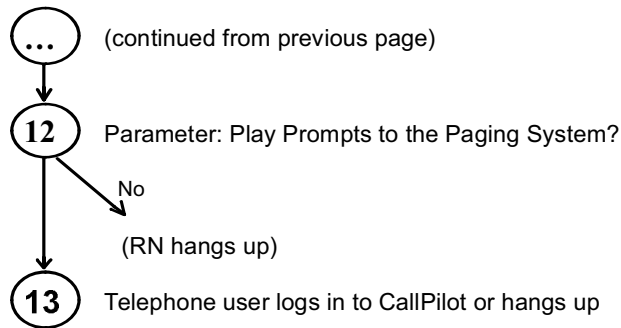 ... (continued from previous page)
12 Parameter: Play Prompts to the Paging System?
No
(RN hangs up)
13 Telephone user logs in to CallPilot or hangs up